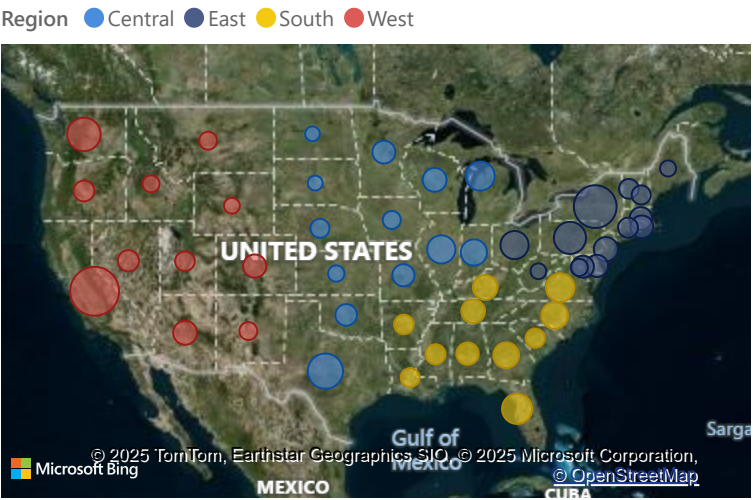 Region Central East South West
UNITED STATES
Gulf of
Mexico
Sarga
© 2025 TomTom, Earthstar Geographics SIO, © 2025 Microsoft Corporation,
Microsoft Bing
© OpenStreetMap
MEXICO
CUBA